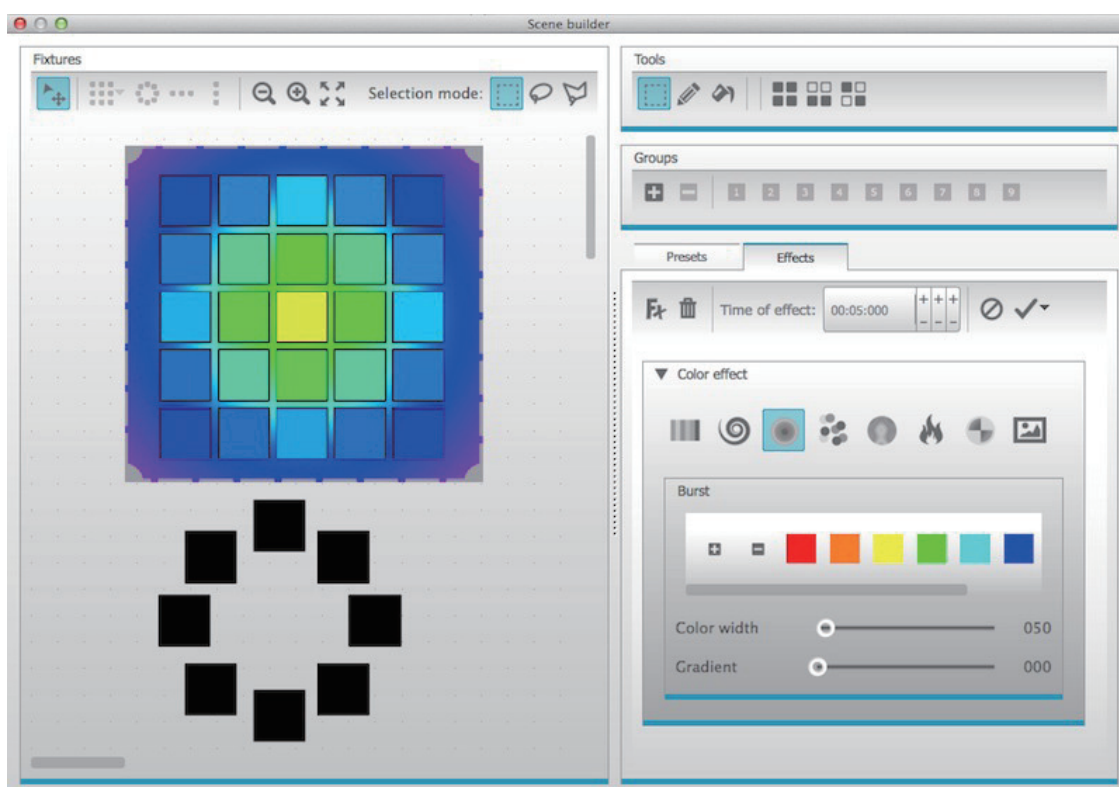 Scene builder
Fixtures
Selection mode:
Tools
Groups
1 2 3 4 5 6 7 8 9
Presets
Effects
Fx
Time of effect:
00:05:000
Color effect
Burst
Color width
050
Gradient
000